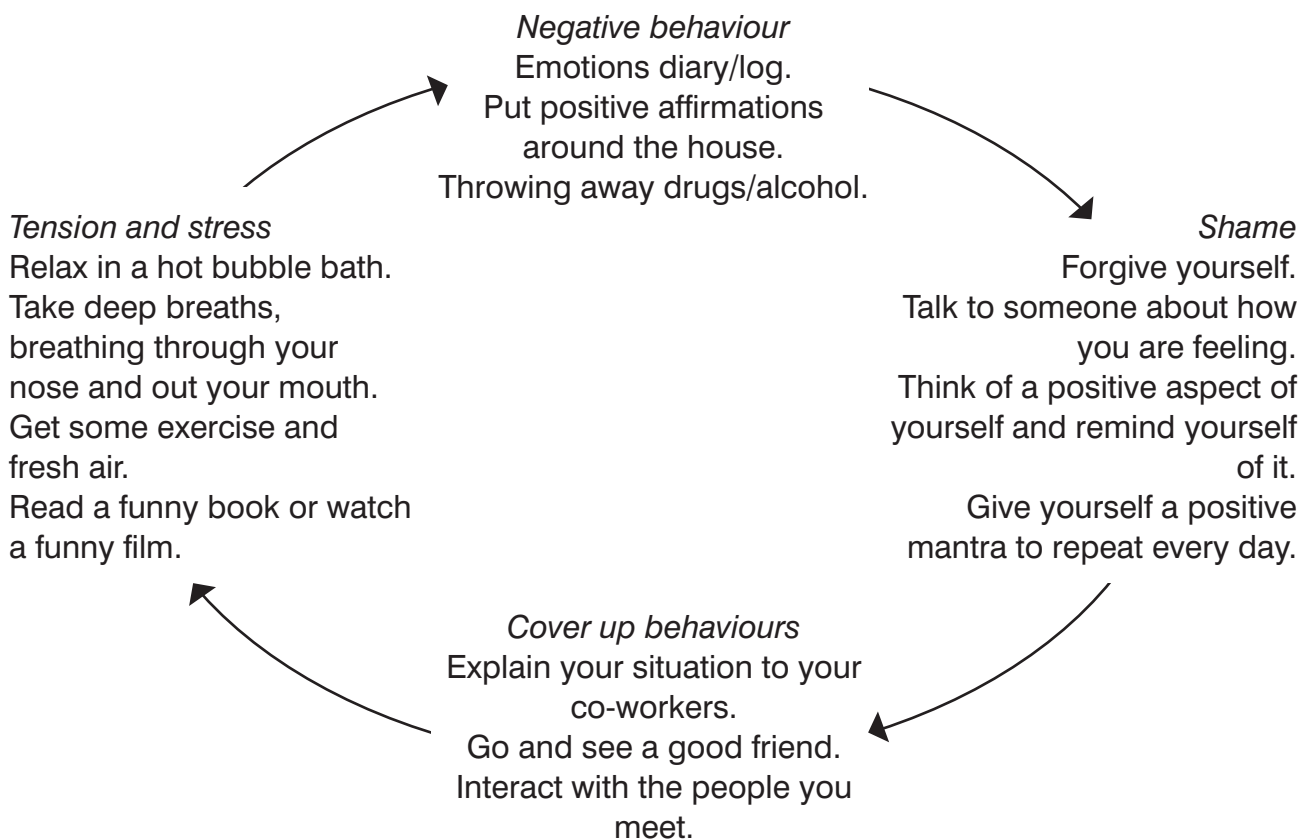 Negative behaviour
Emotions diary/log.
Put positive affirmations
around the house.
Throwing away drugs/alcohol.
Shame
Forgive yourself.
Talk to someone about how
you are feeling.
Think of a positive aspect of
yourself and remind yourself
of it.
Give yourself a positive
mantra to repeat every day.
Cover up behaviours
Explain your situation to your
co-workers.
Go and see a good friend.
Interact with the people you
meet.
Tension and stress
Relax in a hot bubble bath.
Take deep breaths,
breathing through your
nose and out your mouth.
Get some exercise and
fresh air.
Read a funny book or watch
a funny film.